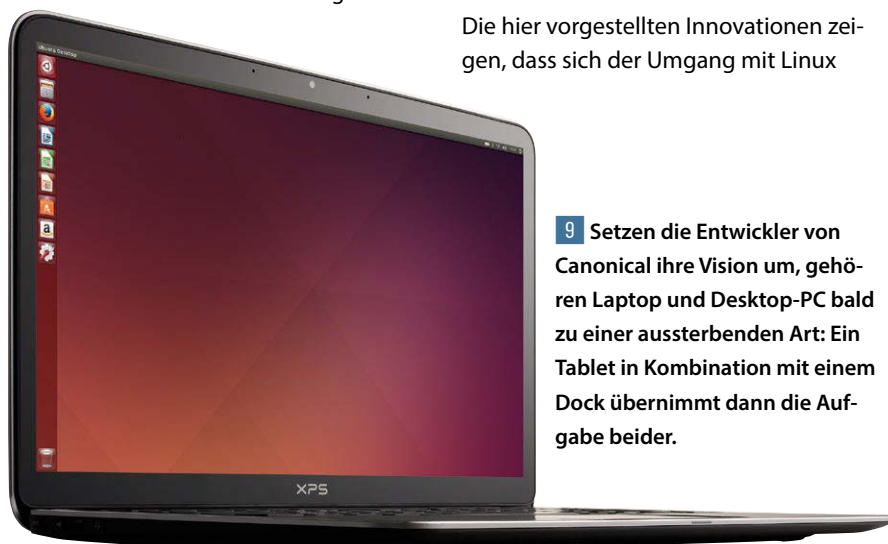 Die hier vorgestellten Innovationen zei-
gen, dass sich der Umgang mit Linux
Ubuntu Desktop
9 Setzen die Entwickler von
Canonical ihre Vision um, gehö-
ren Laptop und Desktop-PC bald
zu einer aussterbenden Art: Ein
Tablet in Kombination mit einem
Dock übernimmt dann die Auf-
gabe beider.
XPS